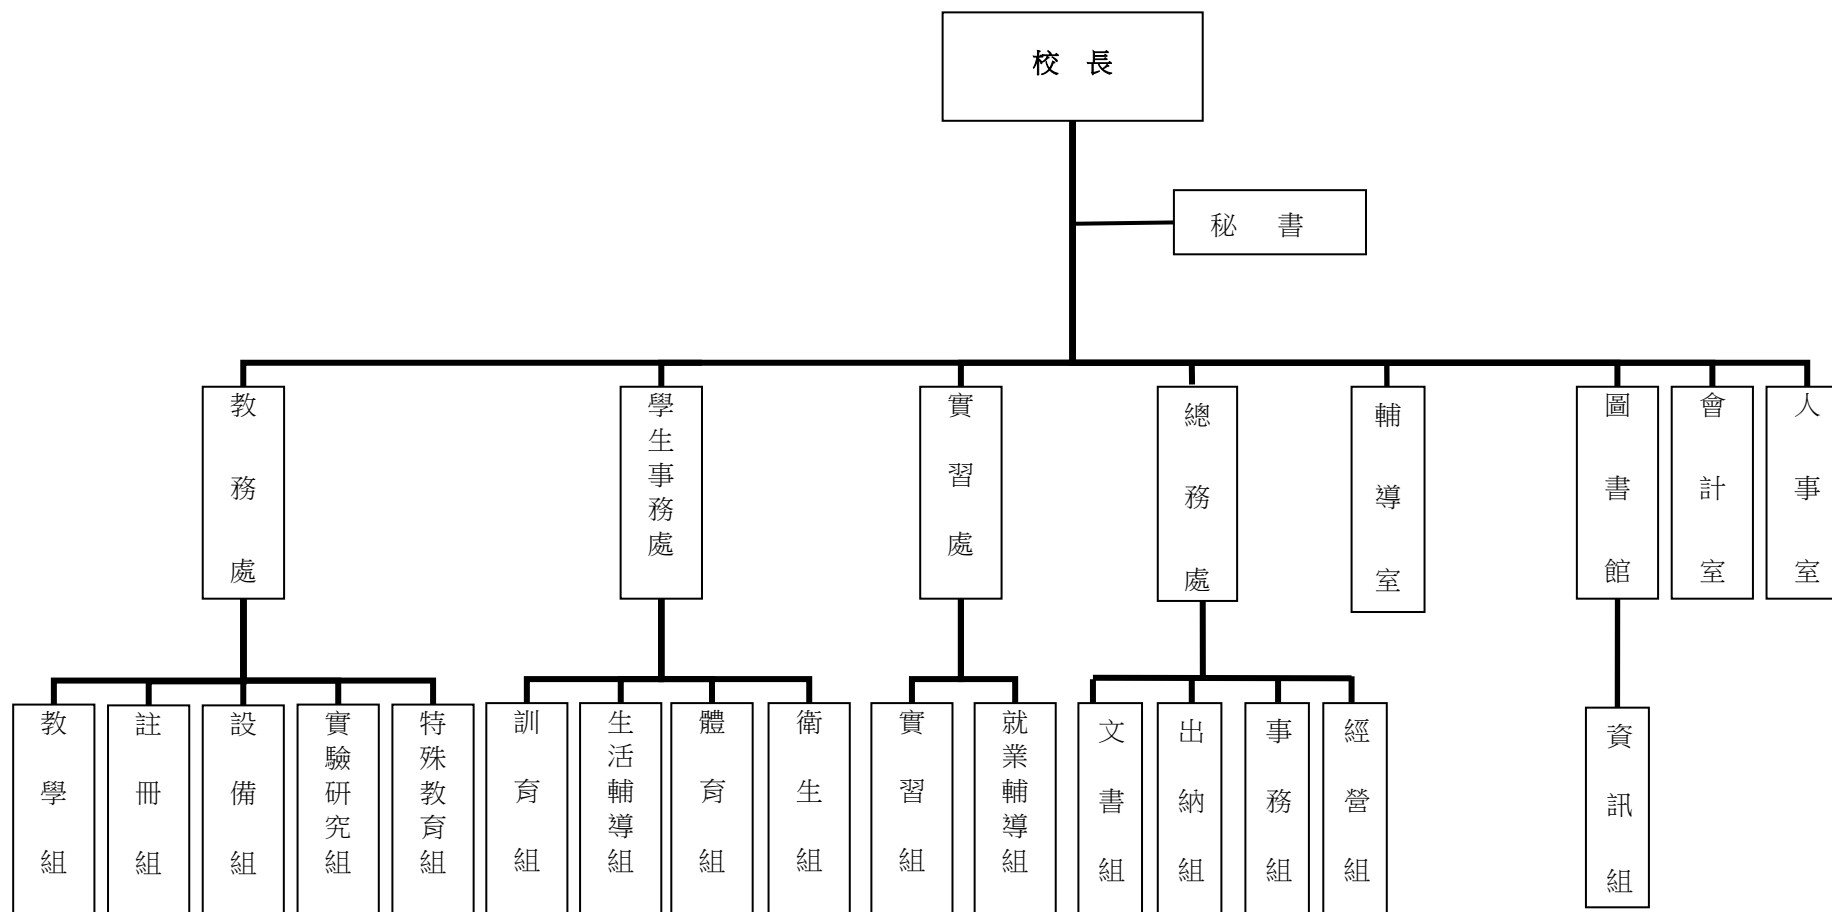 校 長
秘 書
教務處
學生事務處
實習處
總務處
輔導室
圖書館
會計室
人事室
教學組
註冊組
設備組
實驗研究組
特殊教育組
訓育組
生活輔導組
體育組
衛生組
實習組
就業輔導組
文書組
出納組
事務組
經營組
資訊組